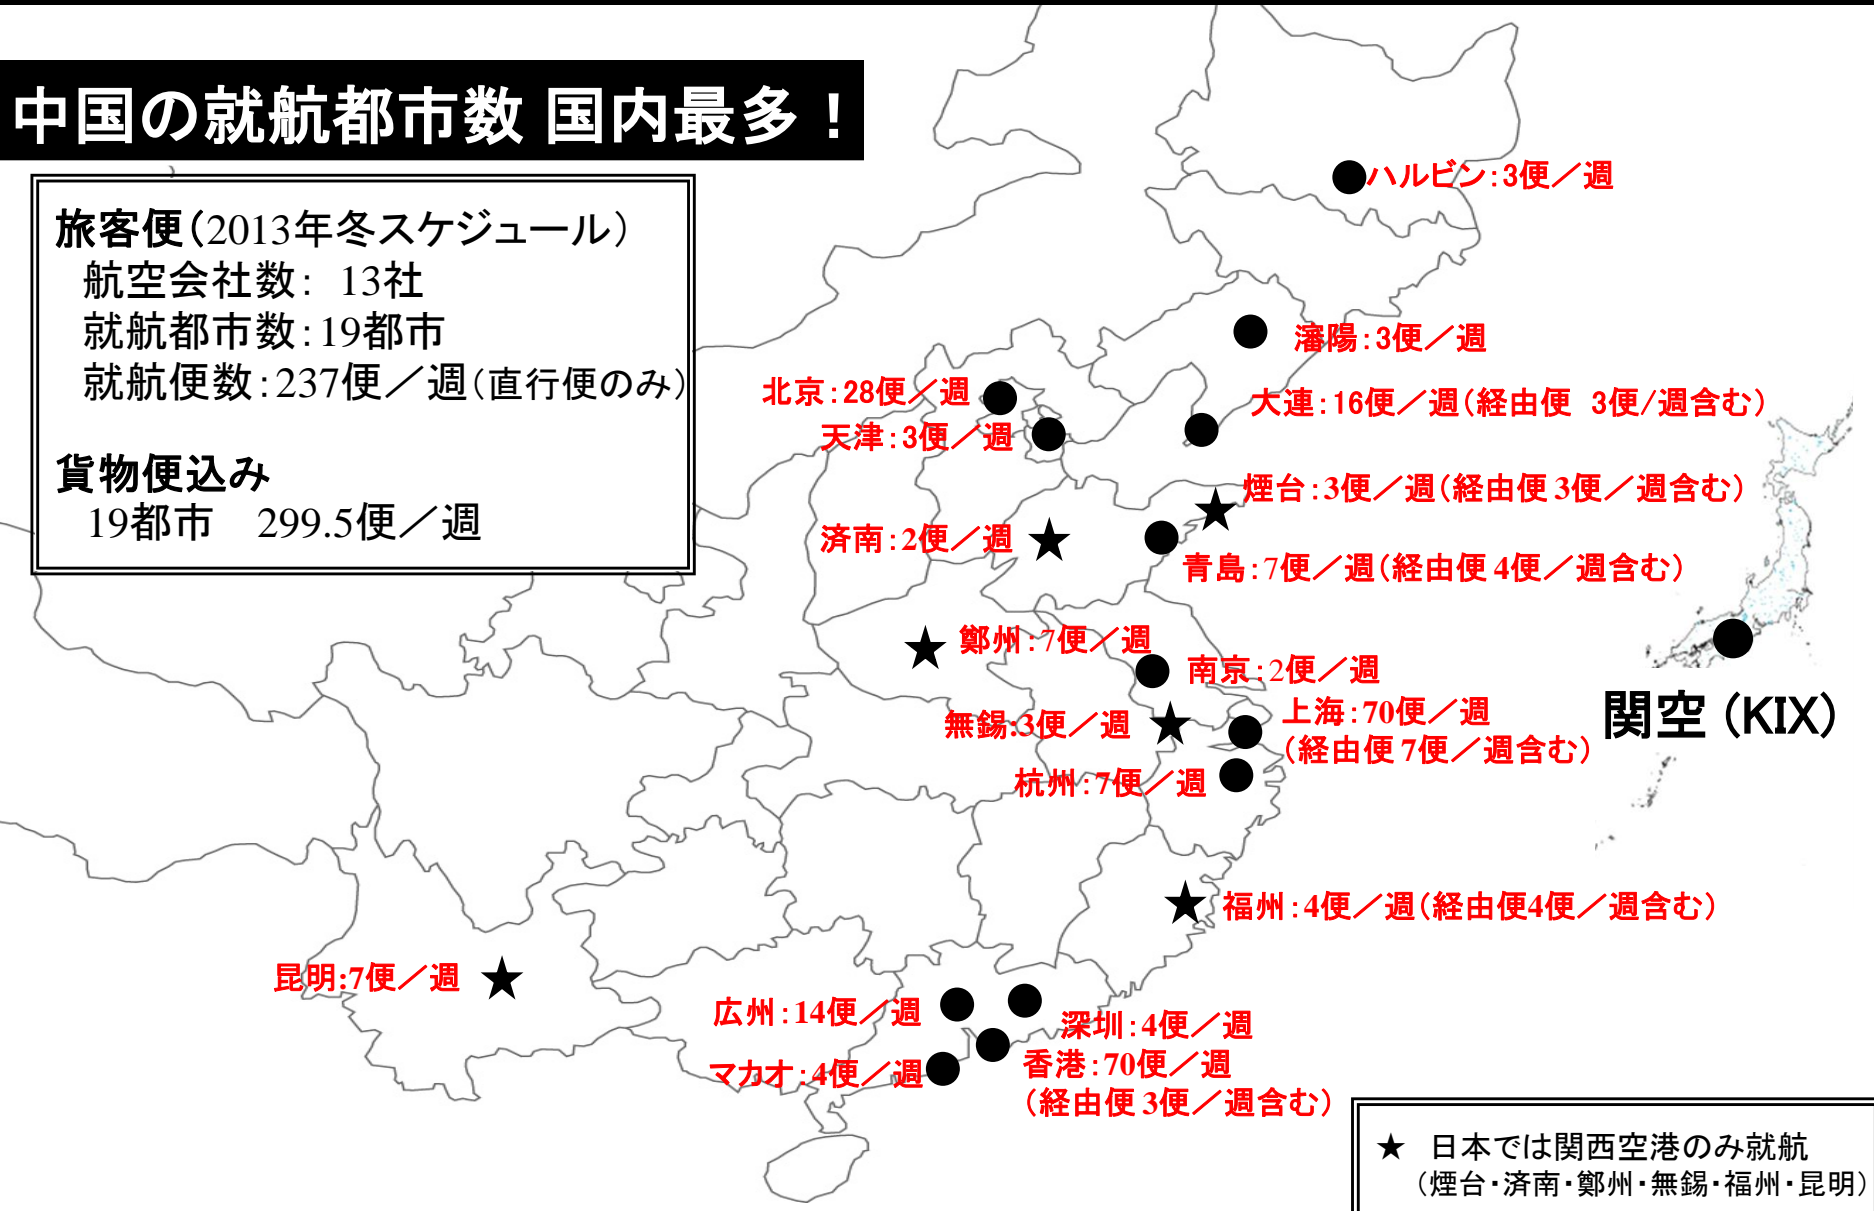 中国の就航都市数 国内最多！
旅客便(2013年冬スケジュール)
航空会社数： 13社
就航都市数：19都市
就航便数：237便／週(直行便のみ)
貨物便込み
19都市　299.5便／週
ハルビン：3便／週
瀋陽：3便／週
北京：28便／週
大連：16便／週(経由便 3便/週含む)
天津：3便／週
煙台：3便／週(経由便 3便／週含む)
済南：2便／週
青島：7便／週(経由便 4便／週含む)
鄭州：7便／週
南京：2便／週
無錫:3便／週
上海：70便／週
(経由便 7便／週含む)
関空 (KIX)
杭州：7便／週
福州：4便／週(経由便4便／週含む)
昆明:7便／週
広州：14便／週
深圳：4便／週
マカオ：4便／週
香港：70便／週
(経由便 3便／週含む)
★ 日本では関西空港のみ就航
(煙台・済南・鄭州・無錫・福州・昆明)